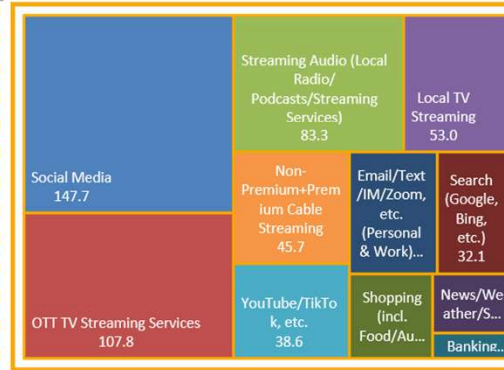 Social Media
147.7
OTT TV Streaming Services
107.8
Streaming Audio (Local
Radio/
Podcasts/Streaming
Services)
83.3
Local TV
Streaming
53.0
Non-
Premium+Prem
ium Cable
Streaming
45.7
YouTube/TikTo
k, etc.
38.6
Email/Text
/IM/Zoom,
etc.
(Personal
& Work)...
Search
(Google,
Bing,
etc.)
32.1
Shopping
(incl.
Food/Au...
News/We
ather/S...
Banking...